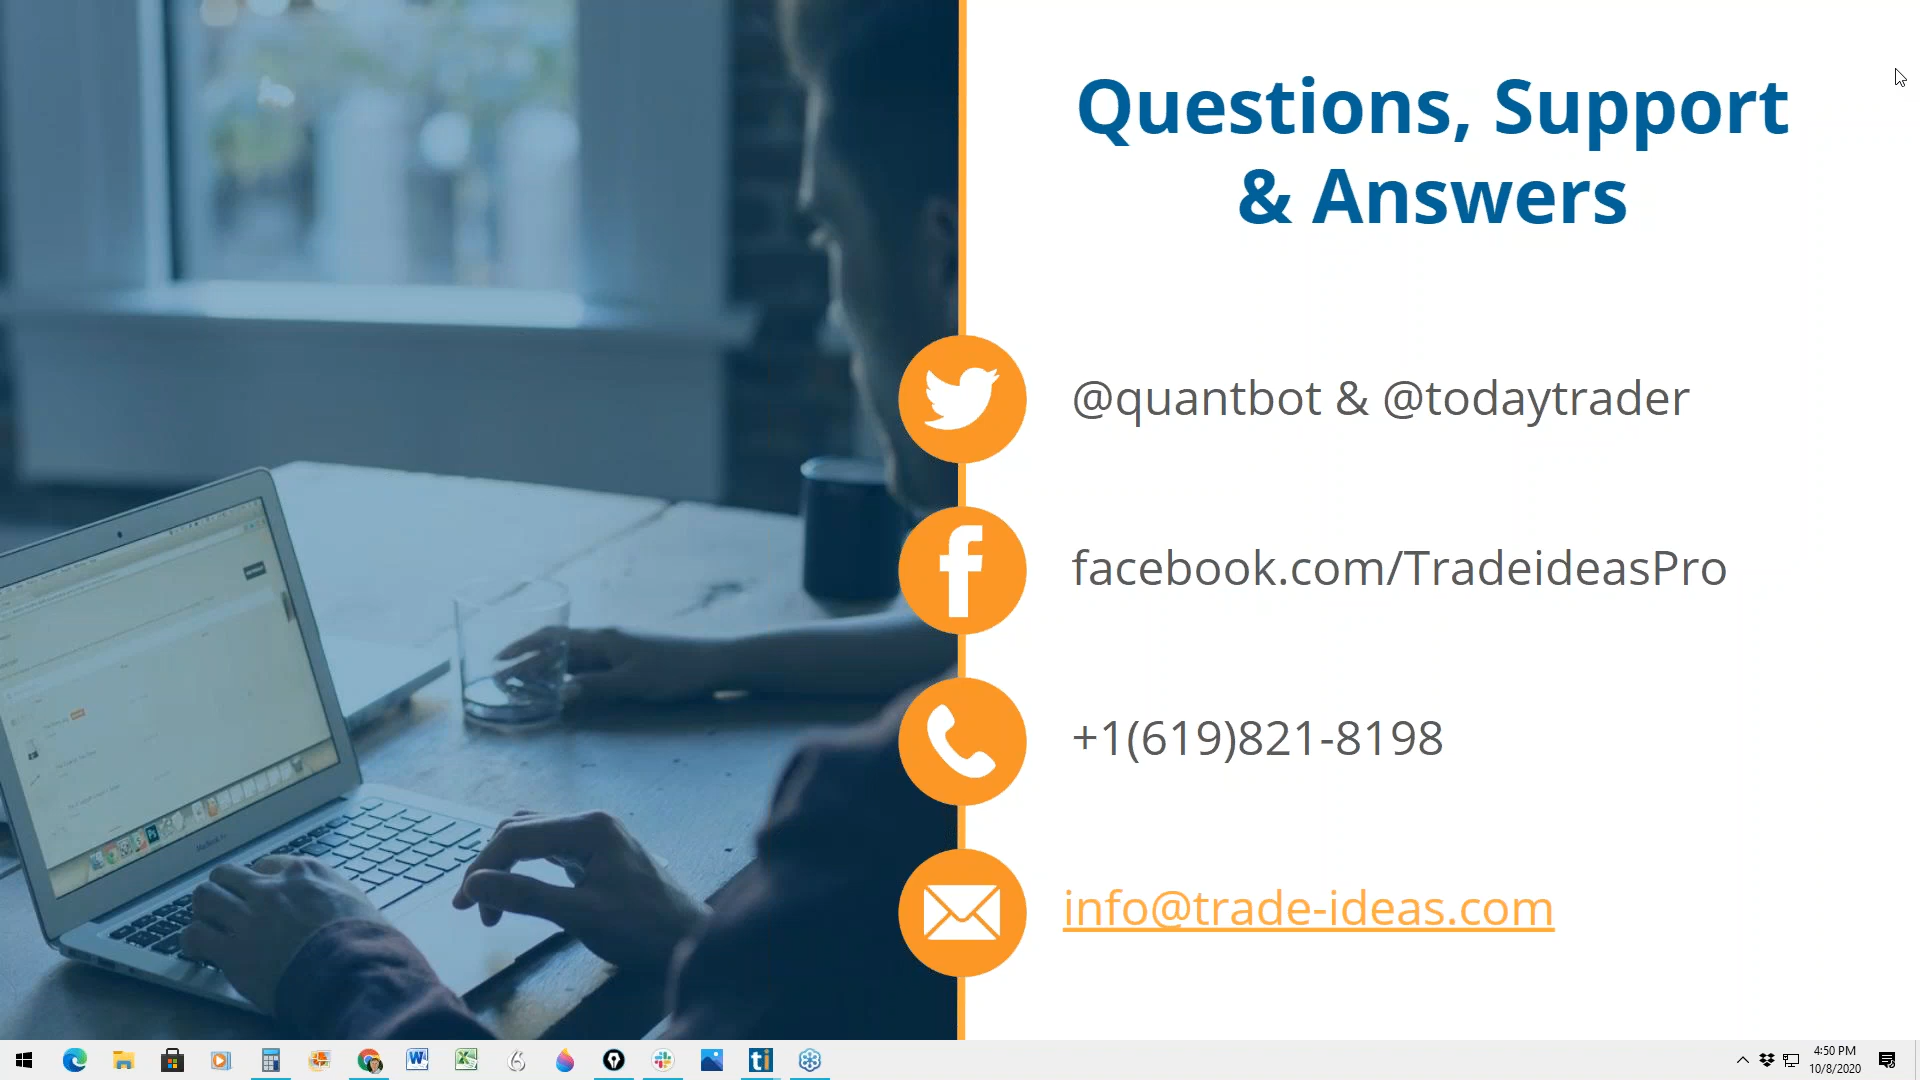 Questions, Support
& Answers
@quantbot & @todaytrader
facebook.com/TradeideasPro
+1(619)821-8198
info@trade-ideas.com
4:50 PM
10/8/2020